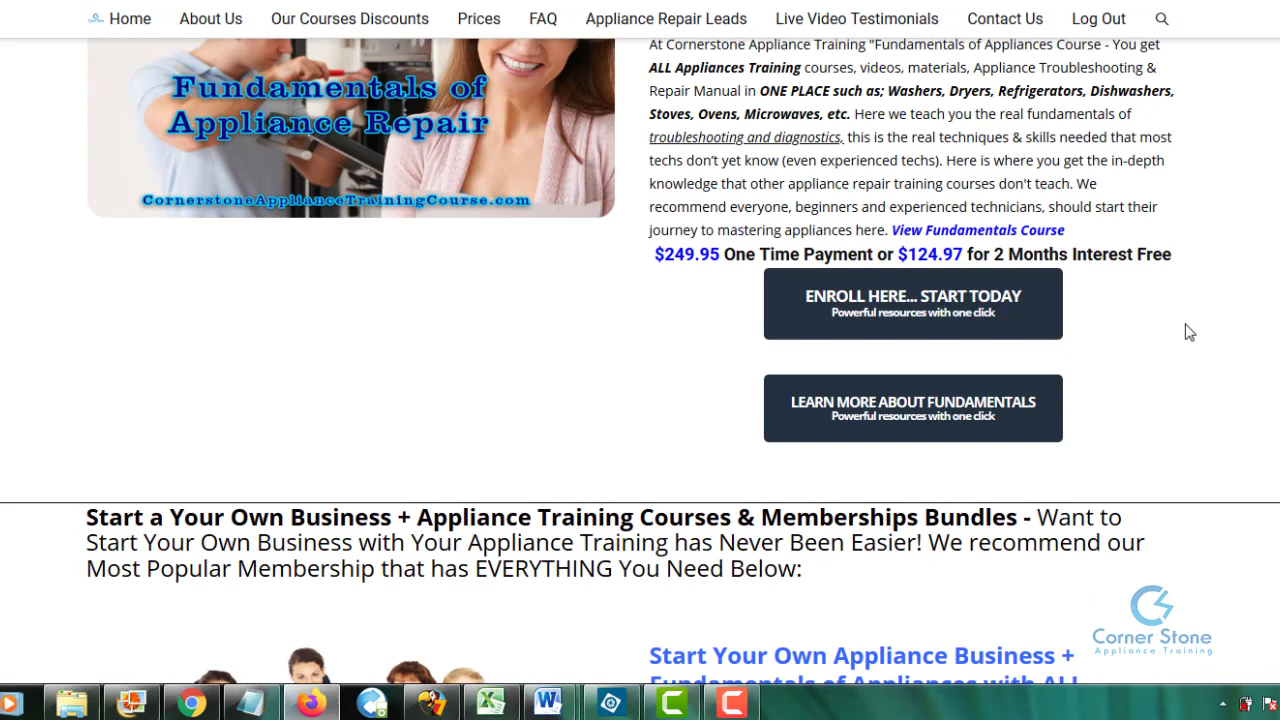 Home About Us Our Courses Discounts Prices FAQ Appliance Repair Leads Live Video Testimonials Contact Us Log Out
Fundamentals of
Appliance Repair
CornerstoneApplianceTrainingCourse.com
At Cornerstone Appliance Training "Fundamentals of Appliances Course - You get
ALL Appliances Training courses, videos, materials, Appliance Troubleshooting &
Repair Manual in ONE PLACE such as; Washers, Dryers, Refrigerators, Dishwashers,
Stoves, Ovens, Microwaves, etc. Here we teach you the real fundamentals of
troubleshooting and diagnostics, this is the real techniques & skills needed that most
techs don't yet know (even experienced techs). Here is where you get the in-depth
knowledge that other appliance repair training courses don't teach. We
recommend everyone, beginners and experienced technicians, should start their
journey to mastering appliances here. View Fundamentals Course
$249.95 One Time Payment or $124.97 for 2 Months Interest Free
ENROLL HERE... START TODAY
Powerful resources with one click
LEARN MORE ABOUT FUNDAMENTALS
Powerful resources with one click
Start a Your Own Business + Appliance Training Courses & Memberships Bundles - Want to
Start Your Own Business with Your Appliance Training has Never Been Easier! We recommend our
Most Popular Membership that has EVERYTHING You Need Below:
Corner Stone
Appliance Training
Start Your Own Appliance Business +
Fundamentals of Appliances with ALL